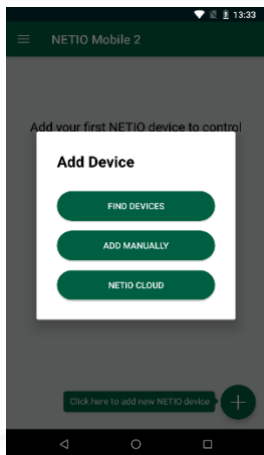 13:33
NETIO Mobile 2
Add your first NETIO device to control
Add Device
FIND DEVICES
ADD MANUALLY
NETIO CLOUD
Click here to add new NETIO device